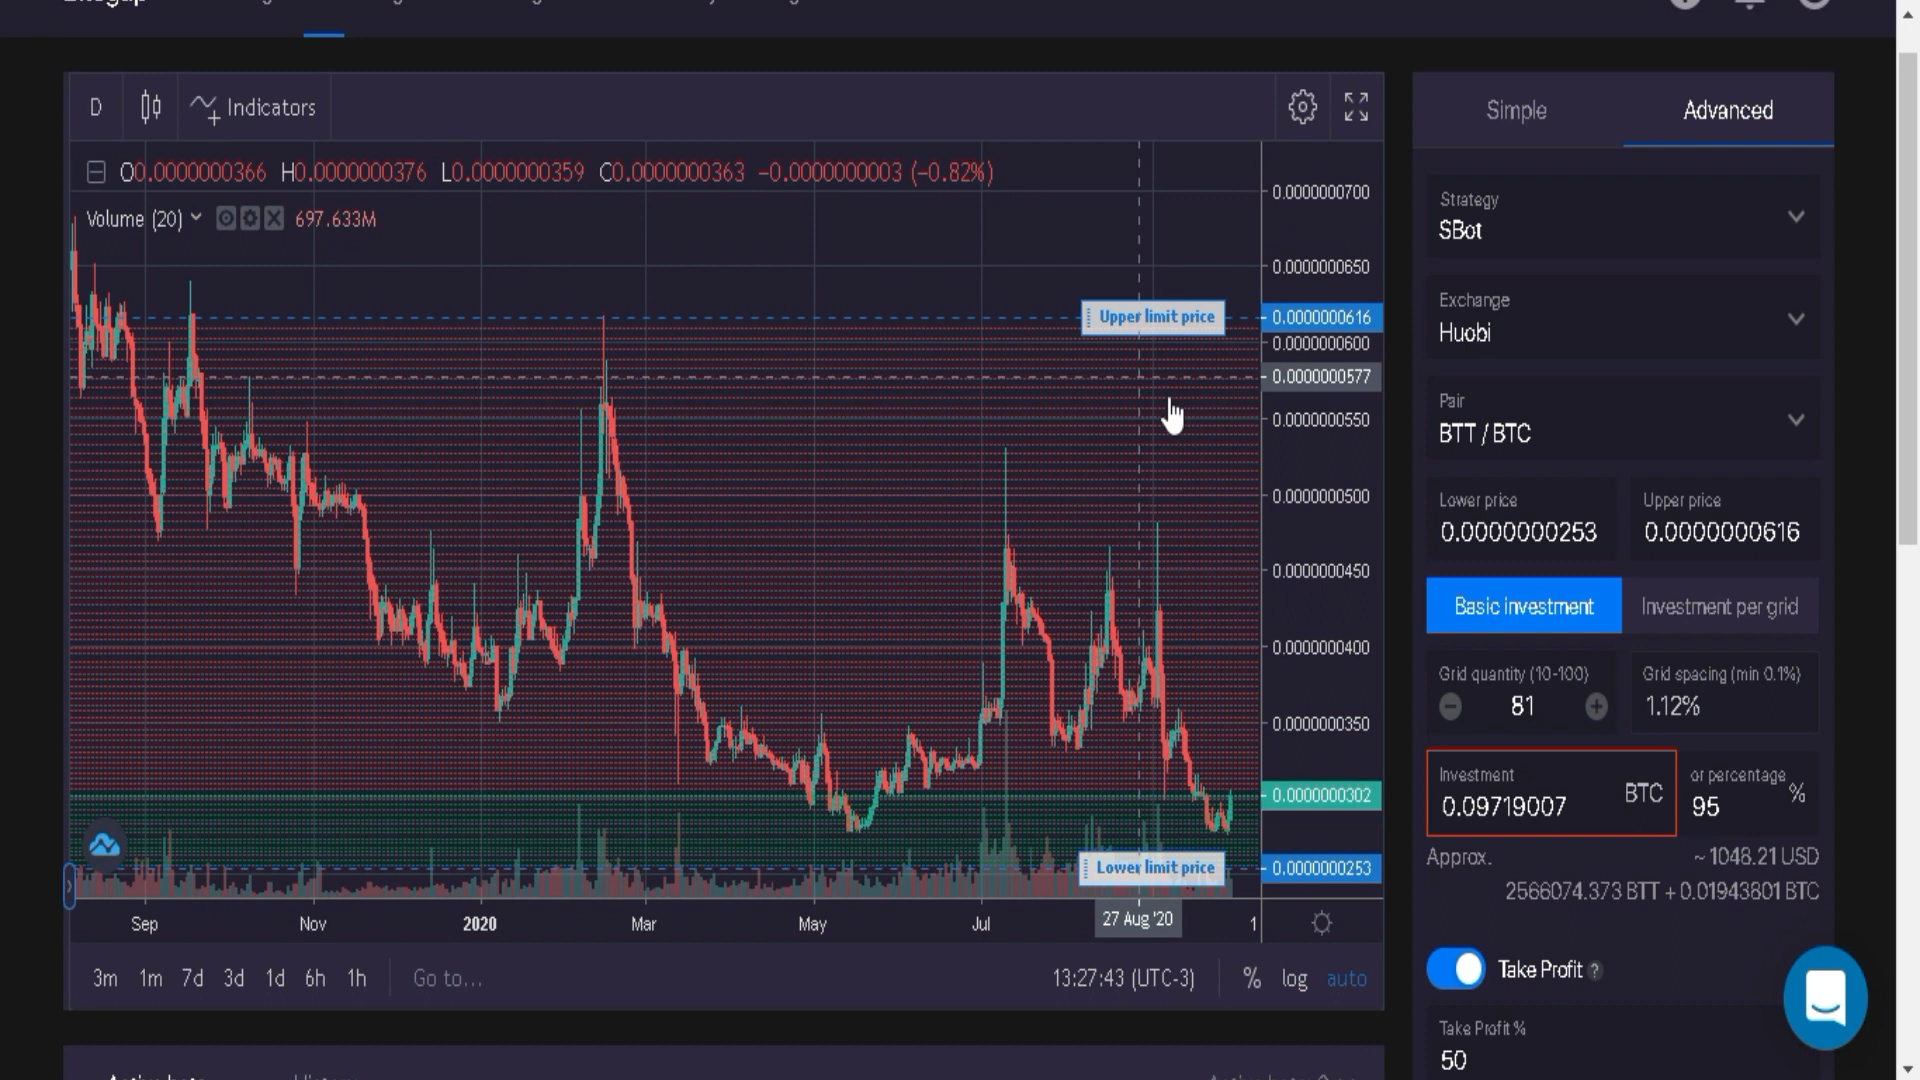 D
Indicators
O0.0000000366 H0.0000000376 L0.0000000359 C0.0000000363 −0.0000000003 (−0.82%)
Volume (20) 697.633M
0.0000000700
0.0000000650
Upper limit price
0.0000000616
0.0000000600
0.0000000577
0.0000000550
0.0000000500
0.0000000450
0.0000000400
0.0000000350
0.0000000302
Lower limit price
0.0000000253
Sep Nov 2020 Mar May Jul 27 Aug '20 1
3m 1m 7d 3d 1d 6h 1h Go to... 13:27:43 (UTC-3) % log auto
Simple Advanced
Strategy
SBot
Exchange
Huobi
Pair
BTT / BTC
Lower price Upper price
0.0000000253 0.0000000616
Basic investment Investment per grid
Grid quantity (10-100) Grid spacing (min 0.1%)
81 1.12%
Investment or percentage
0.09719007 BTC 95 %
Approx. ~ 1048.21 USD
2566074.373 BTT + 0.01943801 BTC
Take Profit ?
Take Profit %
50